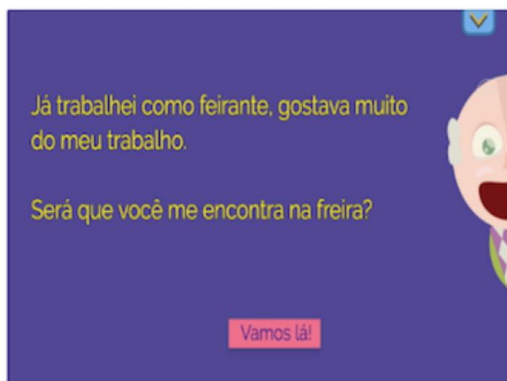 Já trabalhei como feirante, gostava muito
do meu trabalho.
Será que você me encontra na freira?
Vamos lá!